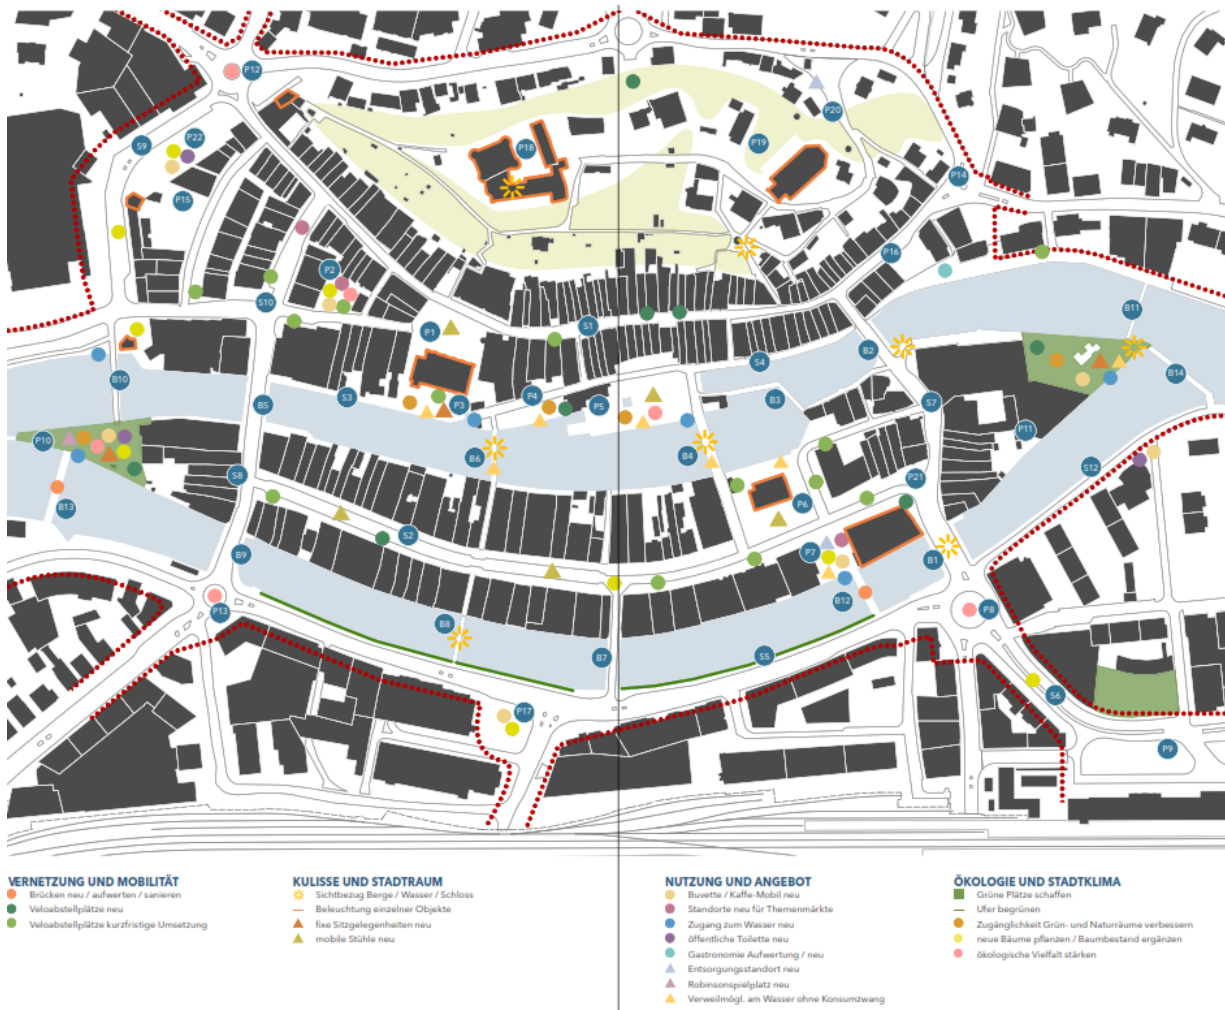 P12
P20
S9
P22
P18
P19
P14
P15
P16
P2
S10
B11
P1
S1
B2
S4
B10
B14
S3
P4
B3
B5
P3
P5
S7
P10
P11
B6
B4
S12
S8
P21
P6
B13
S2
P7
B9
B1
B12
P13
P8
B8
B7
S5
S6
P17
P9
VERNETZUNG UND MOBILITÄT
Brücken neu / aufwerten / sanieren
Veloabstellplätze neu
Veloabstellplätze kurzfristige Umsetzung
KULISSE UND STADTRAUM
Sichtbezug Berge / Wasser / Schloss
Beleuchtung einzelner Objekte
fixe Sitzgelegenheiten neu
mobile Stühle neu
NUTZUNG UND ANGEBOT
Buvette / Kaffe-Mobil neu
Standorte neu für Themenmärkte
Zugang zum Wasser neu
öffentliche Toilette neu
Gastronomie Aufwertung / neu
Entsorgungsstandort neu
Robinsonspielplatz neu
Verweilmögl. am Wasser ohne Konsumzwang
ÖKOLOGIE UND STADTKLIMA
Grüne Plätze schaffen
Ufer begrünen
Zugänglichkeit Grün- und Naturräume verbessern
neue Bäume pflanzen / Baumbestand ergänzen
ökologische Vielfalt stärken